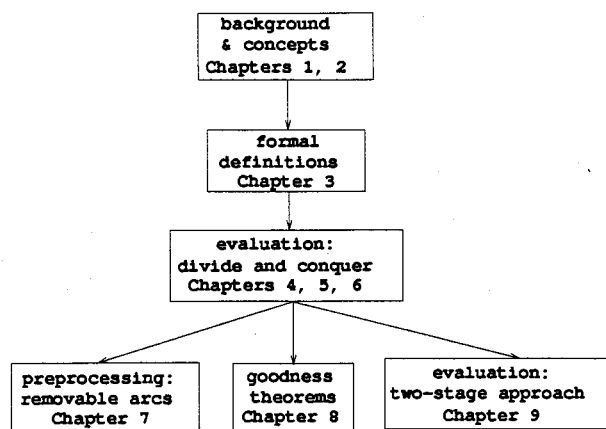 background
& concepts
Chapters 1, 2
formal
definitions
Chapter 3
evaluation:
divide and conquer
Chapters 4, 5, 6
preprocessing:
removable arcs
Chapter 7
goodness
theorems
Chapter 8
evaluation:
two-stage approach
Chapter 9